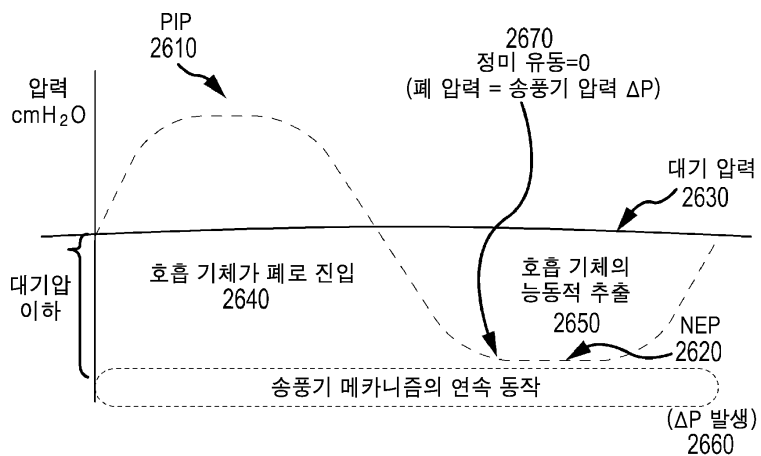 PIP
2610
압력
cmH₂O
2670
정미 유동=0
(폐 압력 = 송풍기 압력 ΔP)
대기 압력
2630
대기압
이하
호흡 기체가 폐로 진입
2640
호흡 기체의
능동적 추출
2650
NEP
2620
송풍기 메카니즘의 연속 동작
(ΔP 발생)
2660